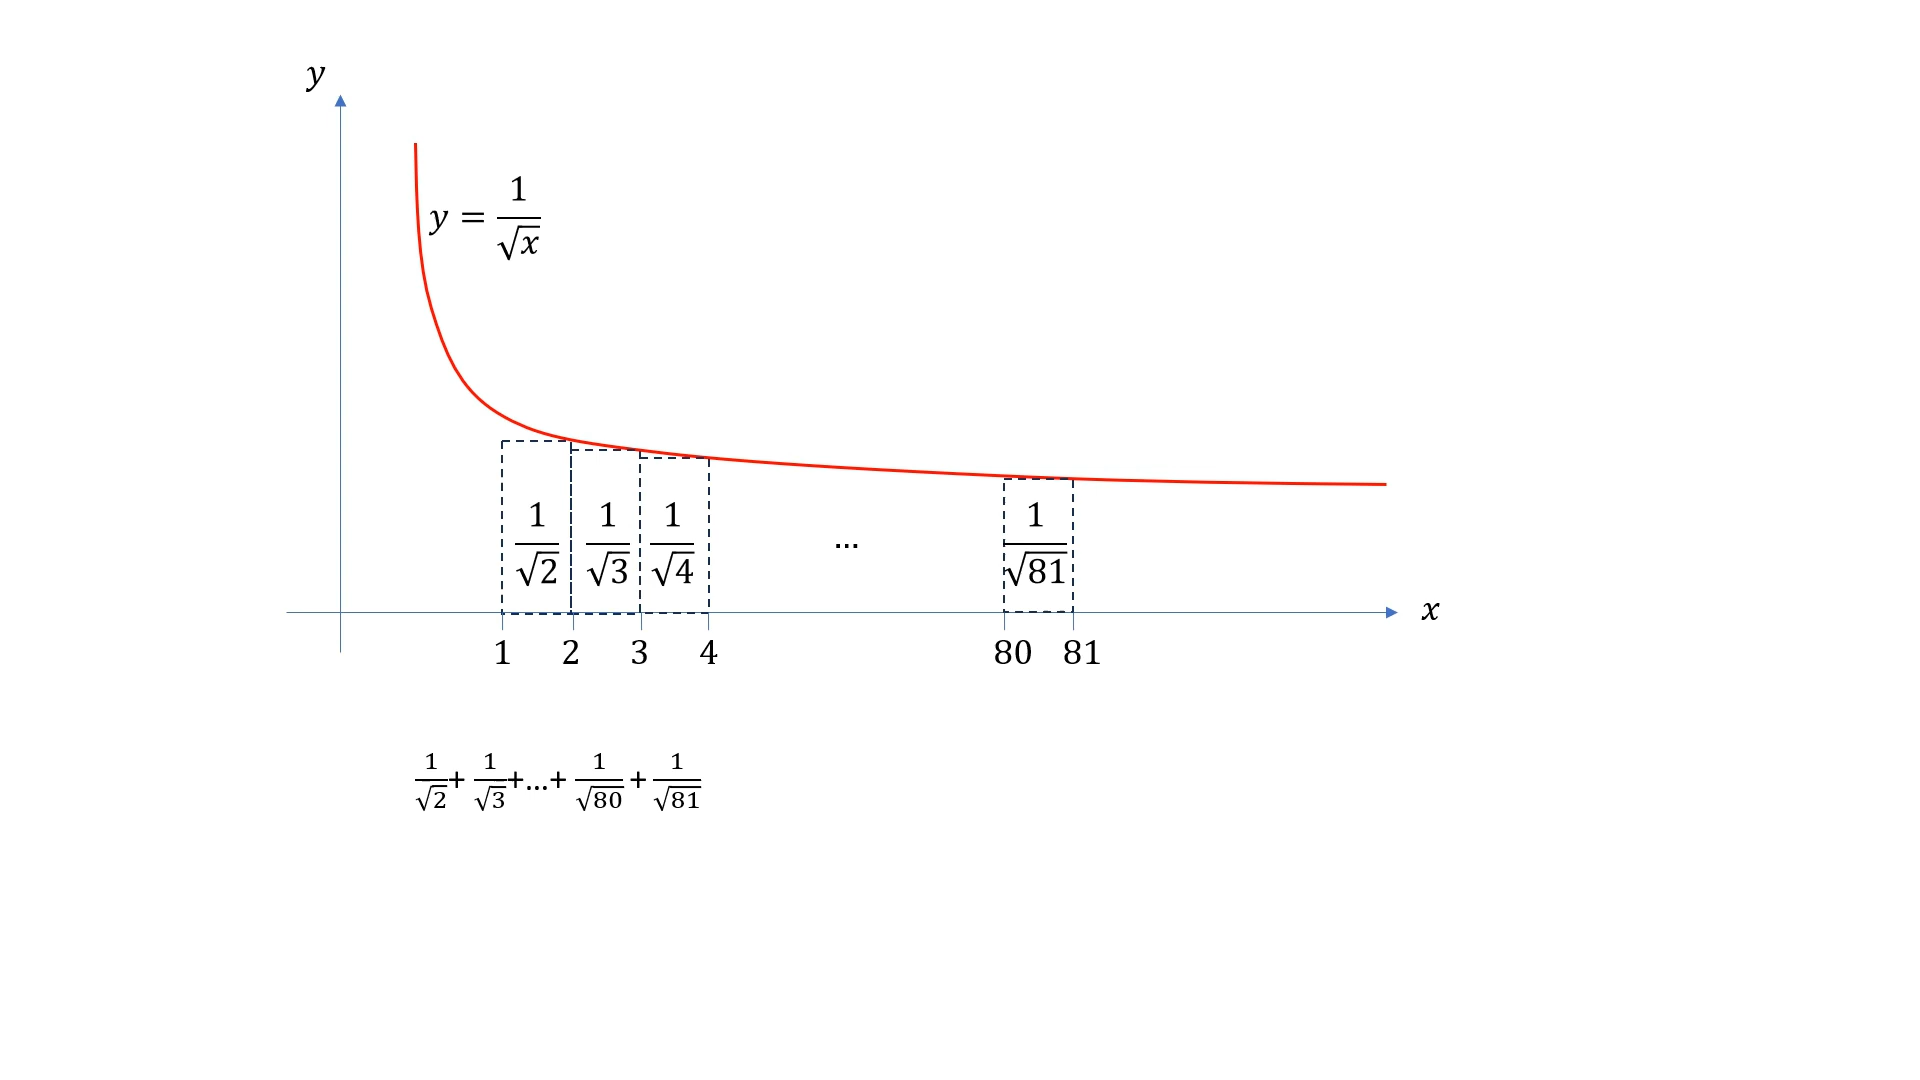 y
y = 1/√x
1/√2 1/√3 1/√4 ... 1/√81
x
1 2 3 4 80 81
1/√2 + 1/√3 +...+ 1/√80 + 1/√81